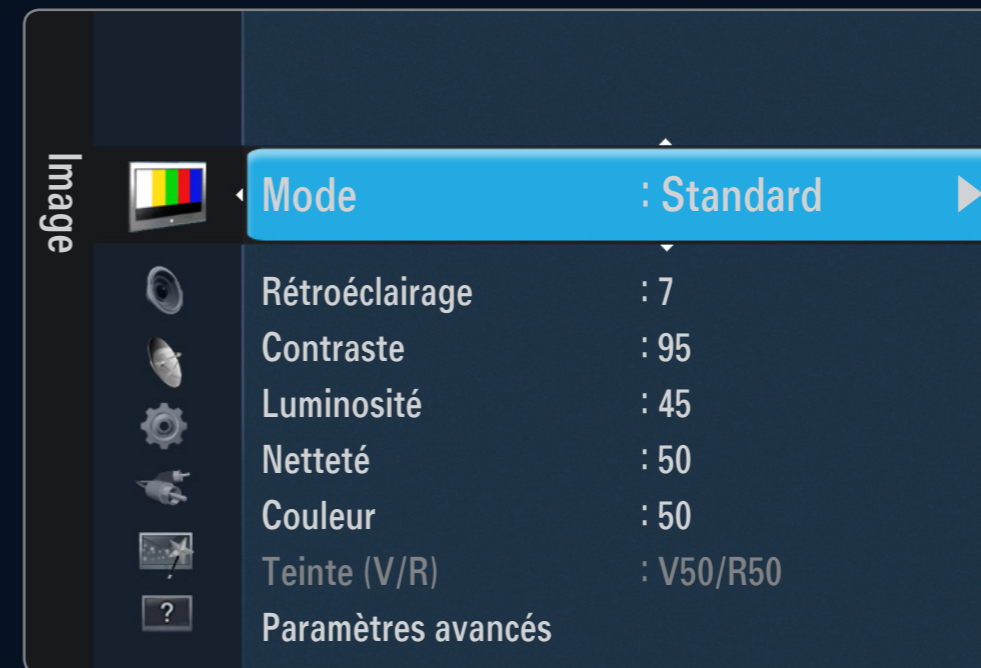 Image
Mode : Standard
Rétroéclairage : 7
Contraste : 95
Luminosité : 45
Netteté : 50
Couleur : 50
Teinte (V/R) : V50/R50
Paramètres avancés
?